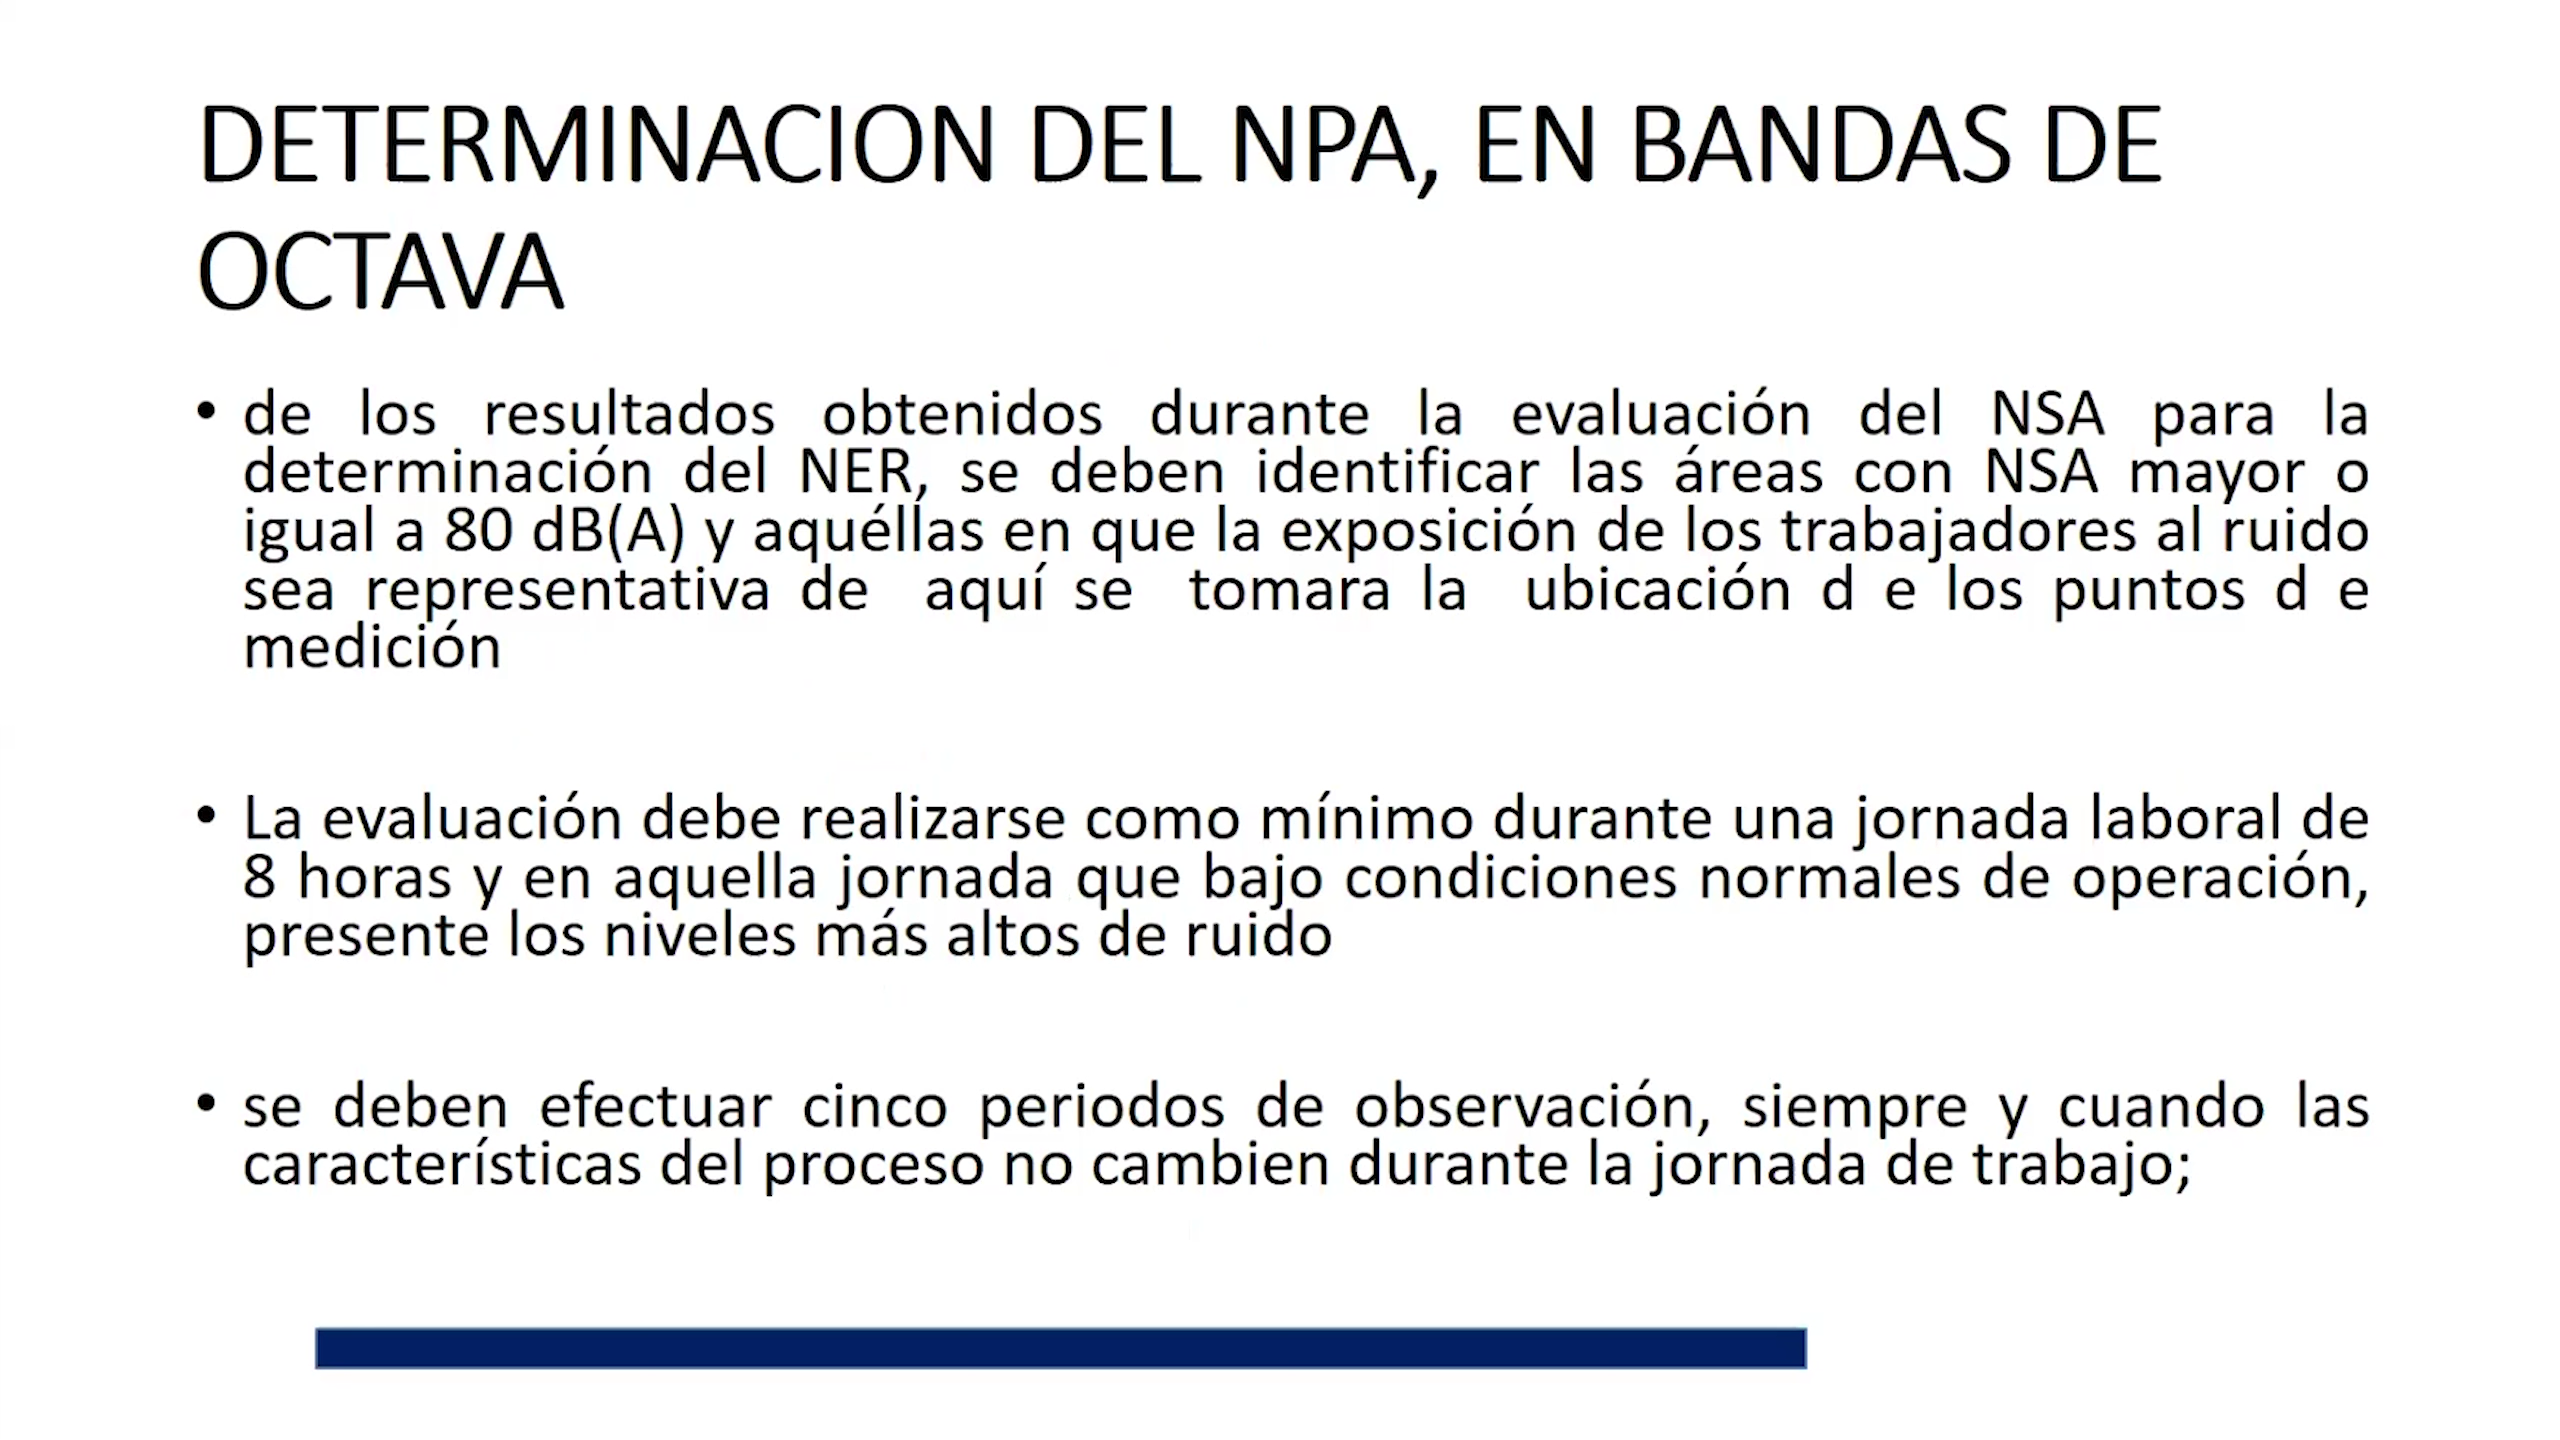 DETERMINACION DEL NPA, EN BANDAS DE
OCTAVA
• de los resultados obtenidos durante la evaluación del NSA para la
determinación del NER, se deben identificar las áreas con NSA mayor o
igual a 80 dB(A) y aquéllas en que la exposición de los trabajadores al ruido
sea representativa de aquí se tomara la ubicación d e los puntos d e
medición
• La evaluación debe realizarse como mínimo durante una jornada laboral de
8 horas y en aquella jornada que bajo condiciones normales de operación,
presente los niveles más altos de ruido
• se deben efectuar cinco periodos de observación, siempre y cuando las
características del proceso no cambien durante la jornada de trabajo;